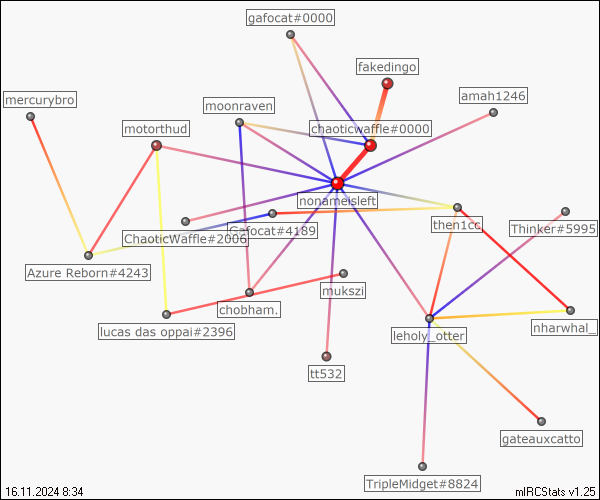 gafocat#0000
fakedingo
mercurybro
moonraven
amah1246
motorthud
chaoticwaffle#0000
nonameisleft
then1cc
Thinker#5995
ChaoticWaffle#2006
Gafocat#4189
Azure Reborn#4243
mukszi
chobham.
lucas das oppai#2396
nharwhal_
leholy_otter
tt532
gateauxcatto
TripleMidget#8824
16.11.2024 8:34
mIRCStats v1.25